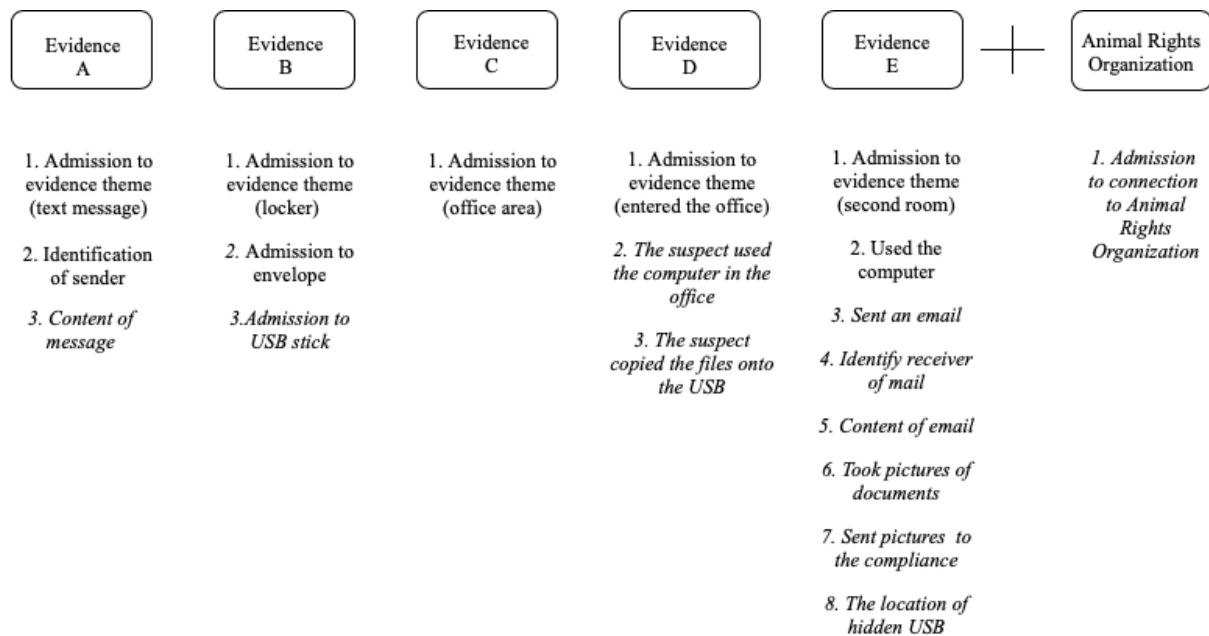 Evidence
A
Evidence
B
Evidence
C
Evidence
D
Evidence
E
Animal Rights
Organization
1. Admission to
evidence theme
(text message)
2. Identification
of sender
3. Content of
message
1. Admission to
evidence theme
(locker)
2. Admission to
envelope
3.Admission to
USB stick
1. Admission to
evidence theme
(office area)
1. Admission to
evidence theme
(entered the office)
2. The suspect used
the computer in the
office
3. The suspect
copied the files onto
the USB
1. Admission to
evidence theme
(second room)
2. Used the
computer
3. Sent an email
4. Identify receiver
of mail
5. Content of email
6. Took pictures of
documents
7. Sent pictures to
the compliance
8. The location of
hidden USB
1. Admission
to connection
to Animal
Rights
Organization